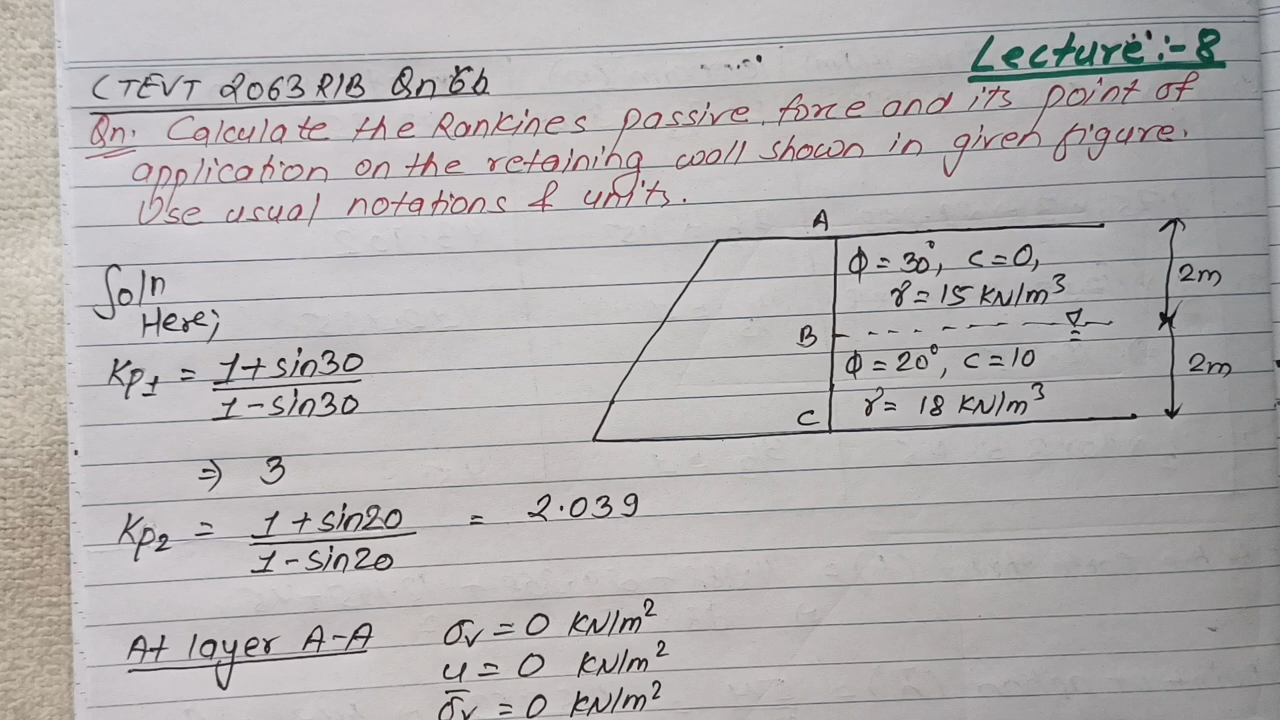 Lecture:-8
CTEVT 2063 R/B Qn 6b
Qn. Calculate the Rankines passive force and its point of
application on the retaining wall shown in given figure.
Use usual notations & units.
Soln
Here;
Kp1 = 1+sin30
1-sin30
⇒ 3
Kp2 = 1+sin20 = 2.039
1-sin20
A
ϕ = 30°, c=0,
γ = 15 KN/m³
2m
B
ϕ = 20°, c=10
γ = 18 KN/m³
2m
C
At layer A-A σv = 0 KN/m²
u = 0 KN/m²
σ̄v = 0 KN/m²